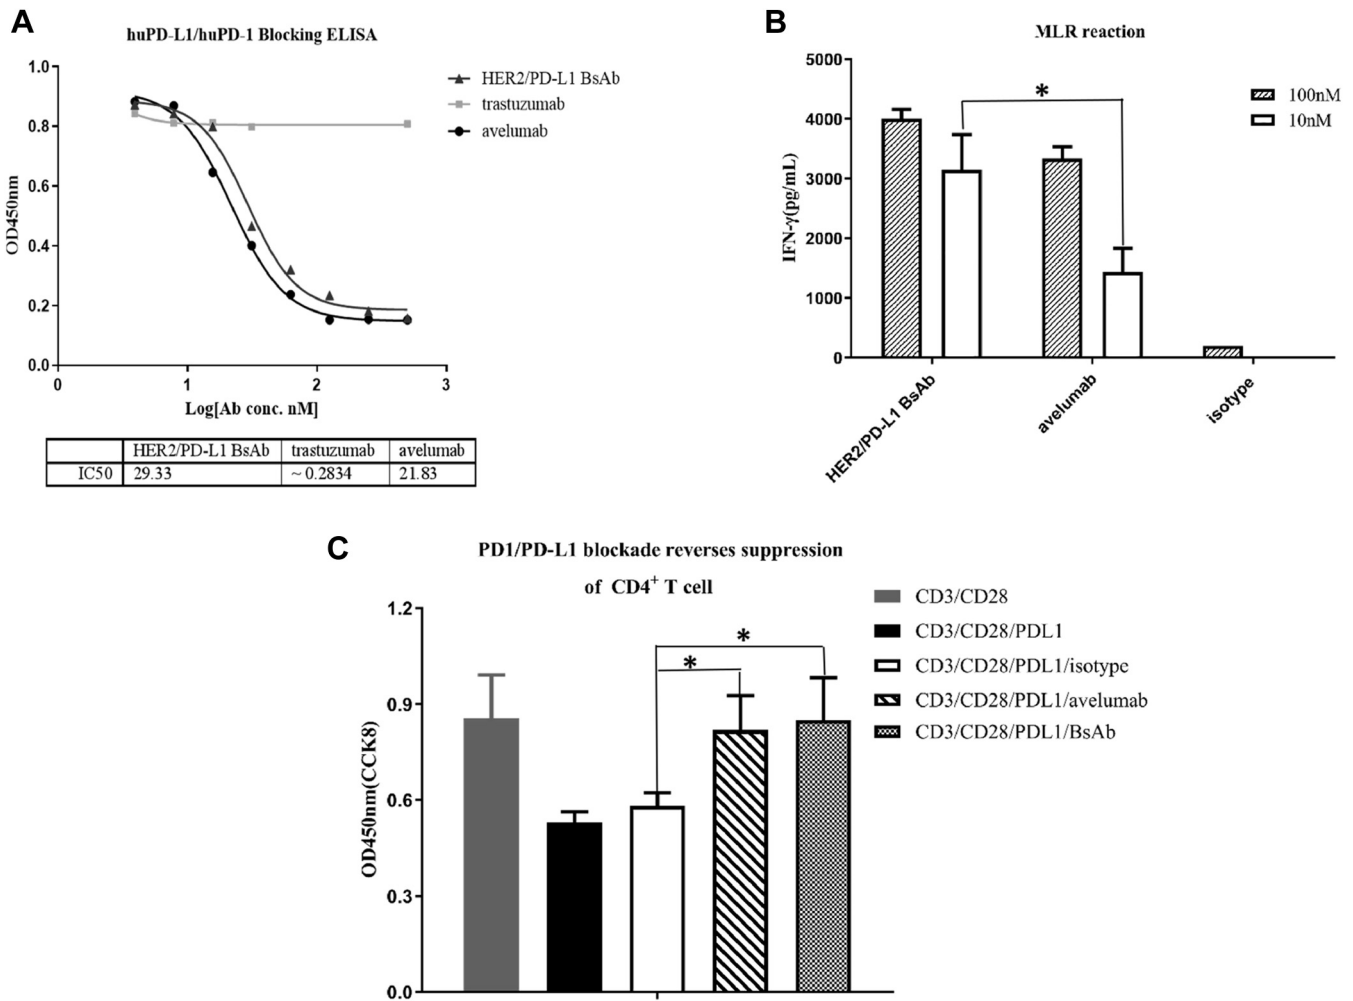 A
huPD-L1/huPD-1 Blocking ELISA
1.0
0.8
0.6
0.4
0.2
0.0
OD450nm
0 1 2 3
Log[Ab conc. nM]
HER2/PD-L1 BsAb
trastuzumab
avelumab
HER2/PD-L1 BsAb trastuzumab avelumab
IC50 29.33 ~ 0.2834 21.83
B
MLR reaction
5000
4000
3000
2000
1000
0
IFN-γ(pg/mL)
*
100nM
10nM
HER2/PD-L1 BsAb
avelumab
isotype
C
PD1/PD-L1 blockade reverses suppression
of CD4+ T cell
1.2
0.9
0.6
0.3
0.0
OD450nm(CCK8)
*
*
CD3/CD28
CD3/CD28/PDL1
CD3/CD28/PDL1/isotype
CD3/CD28/PDL1/avelumab
CD3/CD28/PDL1/BsAb